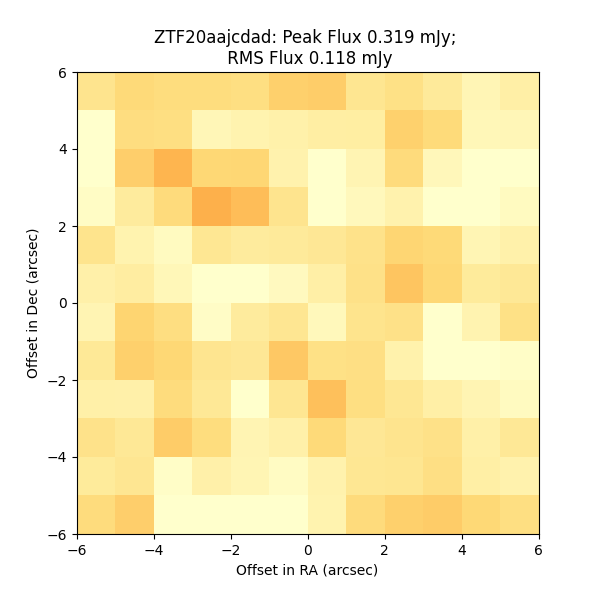 ZTF20aajcdad: Peak Flux 0.319 mJy;
RMS Flux 0.118 mJy
6
4
2
0
−2
−4
−6
Offset in Dec (arcsec)
−6 −4 −2 0 2 4 6
Offset in RA (arcsec)